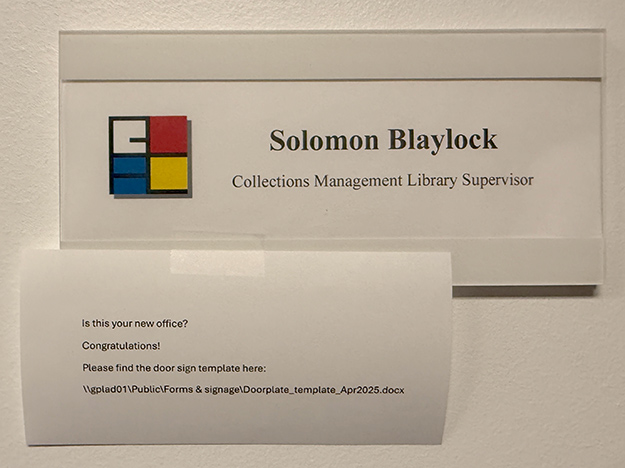 Solomon Blaylock
Collections Management Library Supervisor
Is this your new office?
Congratulations!
Please find the door sign template here:
\\gplad01\Public\Forms & signage\Doorplate_template_Apr2025.docx